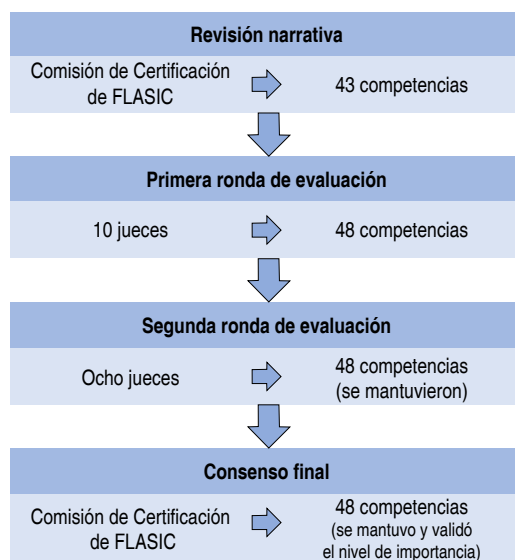 Revisión narrativa
Comisión de Certificación
de FLASIC
43 competencias
Primera ronda de evaluación
10 jueces
48 competencias
Segunda ronda de evaluación
Ocho jueces
48 competencias
(se mantuvieron)
Consenso final
Comisión de Certificación
de FLASIC
48 competencias
(se mantuvo y validó
el nivel de importancia)